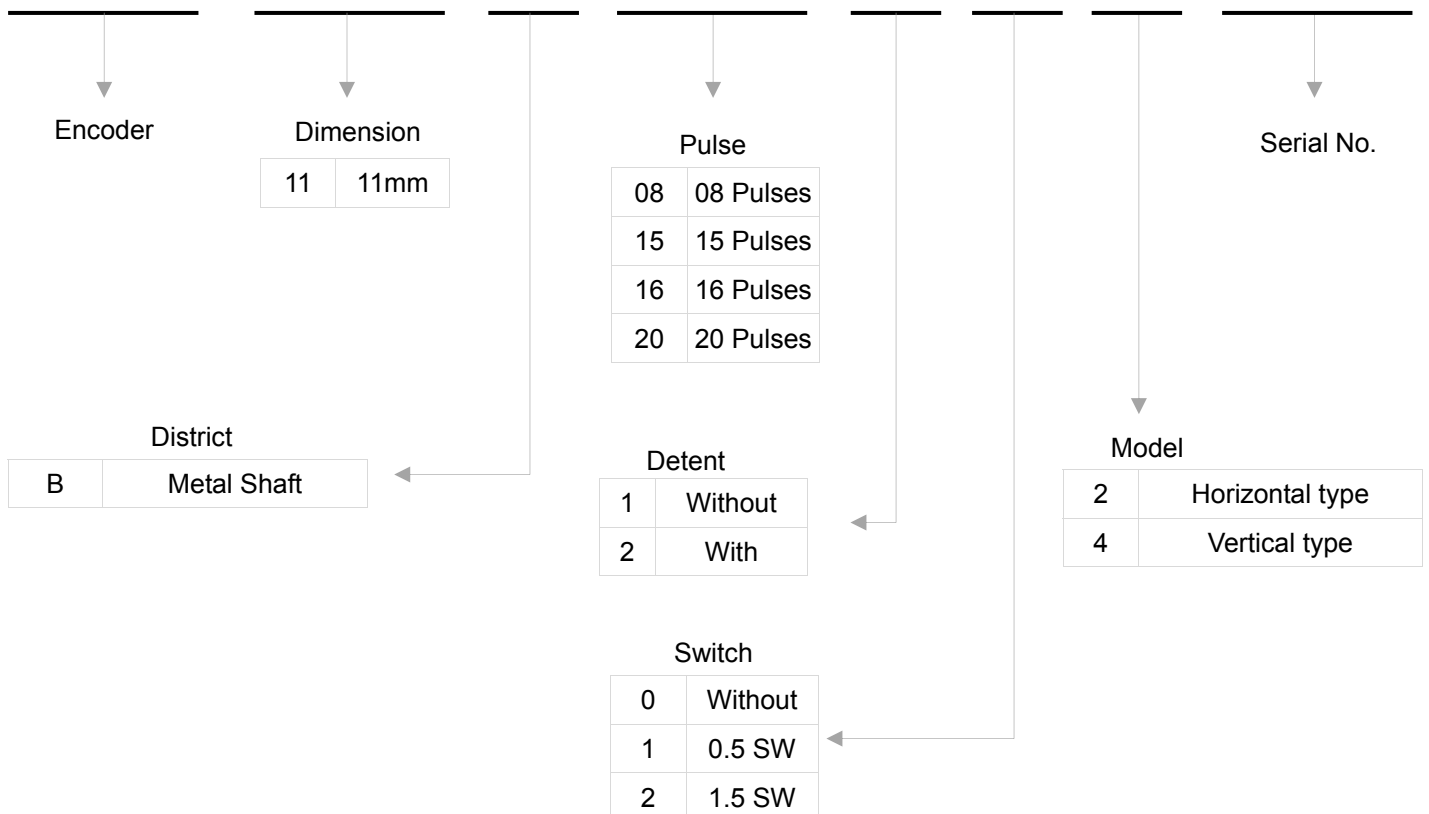 Encoder
Dimension
11 11mm
Pulse
08 08 Pulses
15 15 Pulses
16 16 Pulses
20 20 Pulses
Serial No.
District
B Metal Shaft
Detent
1 Without
2 With
Model
2 Horizontal type
4 Vertical type
Switch
0 Without
1 0.5 SW
2 1.5 SW